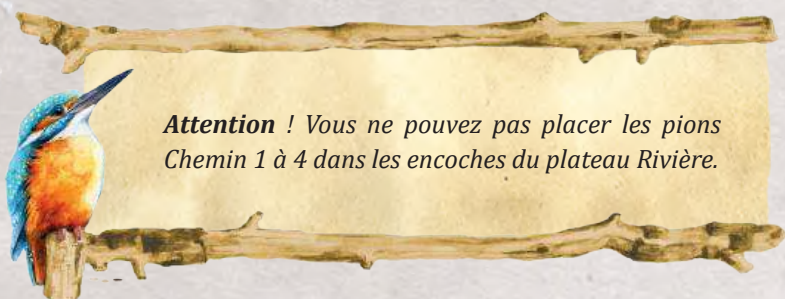 Attention ! Vous ne pouvez pas placer les pions
Chemin 1 à 4 dans les encoches du plateau Rivière.